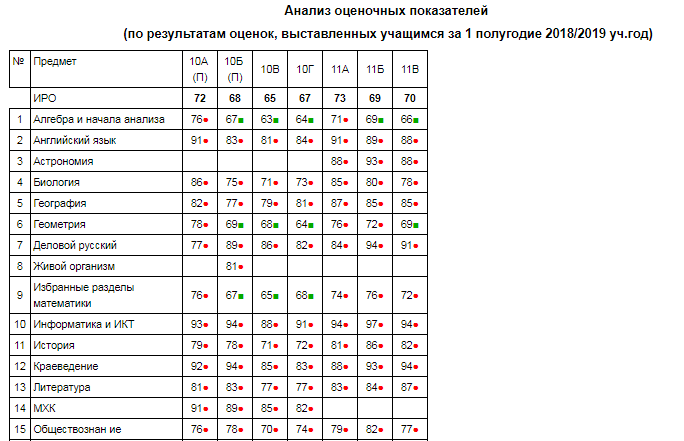 Анализ оценочных показателей
(по результатам оценок, выставленных учащимся за 1 полугодие 2018/2019 уч.год)
№ Предмет 10А (П) 10Б (П) 10В 10Г 11А 11Б 11В
ИРО 72 68 65 67 73 69 70
1 Алгебра и начала анализа 76 67 63 64 71 69 66
2 Английский язык 91 83 81 84 91 89 88
3 Астрономия 88 93 88
4 Биология 86 75 71 73 85 80 78
5 География 82 77 79 81 87 85 85
6 Геометрия 78 69 68 64 76 72 69
7 Деловой русский 77 89 86 82 84 94 91
8 Живой организм 81
9 Избранные разделы математики 76 67 65 68 74 76 72
10 Информатика и ИКТ 93 94 88 91 94 97 94
11 История 79 78 71 72 81 86 82
12 Краеведение 92 94 85 83 88 93 94
13 Литература 81 83 77 77 83 84 87
14 МХК 91 89 85 82
15 Обществознан ие 76 78 70 74 79 82 77